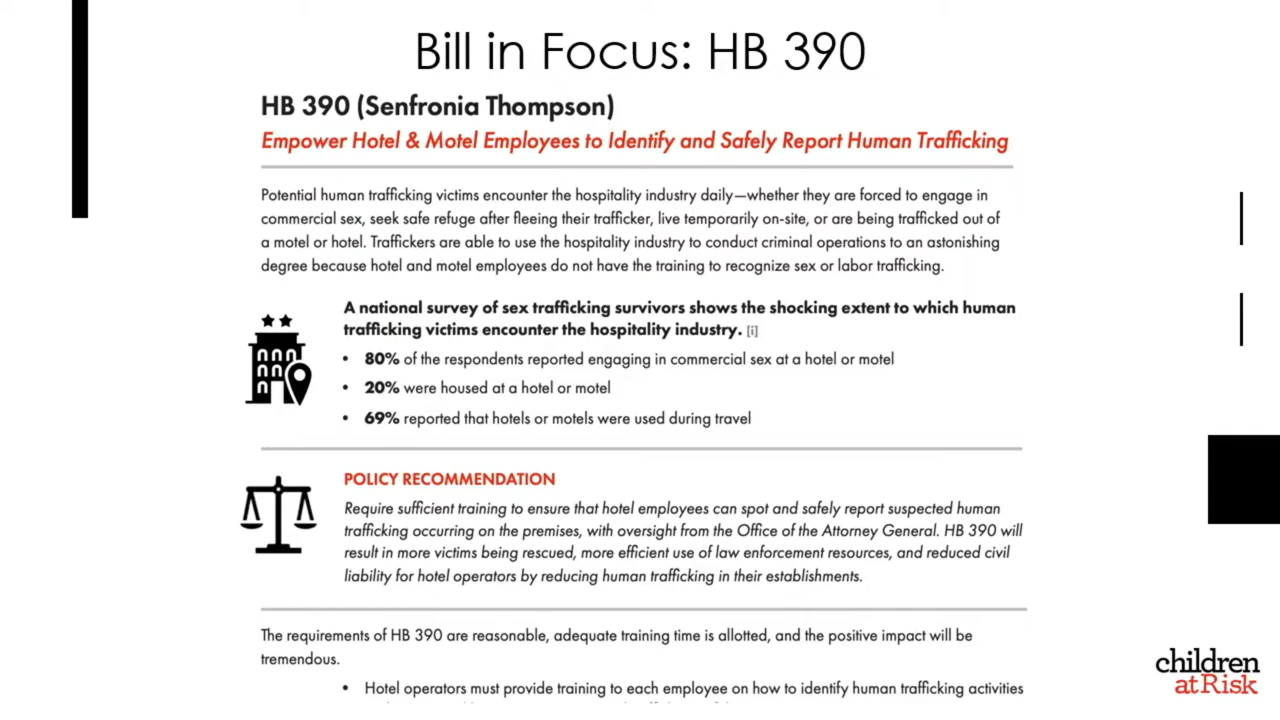 Bill in Focus: HB 390
HB 390 (Senfronia Thompson)
Empower Hotel & Motel Employees to Identify and Safely Report Human Trafficking
Potential human trafficking victims encounter the hospitality industry daily—whether they are forced to engage in
commercial sex, seek safe refuge after fleeing their trafficker, live temporarily on-site, or are being trafficked out of
a motel or hotel. Traffickers are able to use the hospitality industry to conduct criminal operations to an astonishing
degree because hotel and motel employees do not have the training to recognize sex or labor trafficking.
A national survey of sex trafficking survivors shows the shocking extent to which human
trafficking victims encounter the hospitality industry. [i]
• 80% of the respondents reported engaging in commercial sex at a hotel or motel
• 20% were housed at a hotel or motel
• 69% reported that hotels or motels were used during travel
POLICY RECOMMENDATION
Require sufficient training to ensure that hotel employees can spot and safely report suspected human
trafficking occurring on the premises, with oversight from the Office of the Attorney General. HB 390 will
result in more victims being rescued, more efficient use of law enforcement resources, and reduced civil
liability for hotel operators by reducing human trafficking in their establishments.
The requirements of HB 390 are reasonable, adequate training time is allotted, and the positive impact will be
tremendous.
• Hotel operators must provide training to each employee on how to identify human trafficking activities
children
atRisk